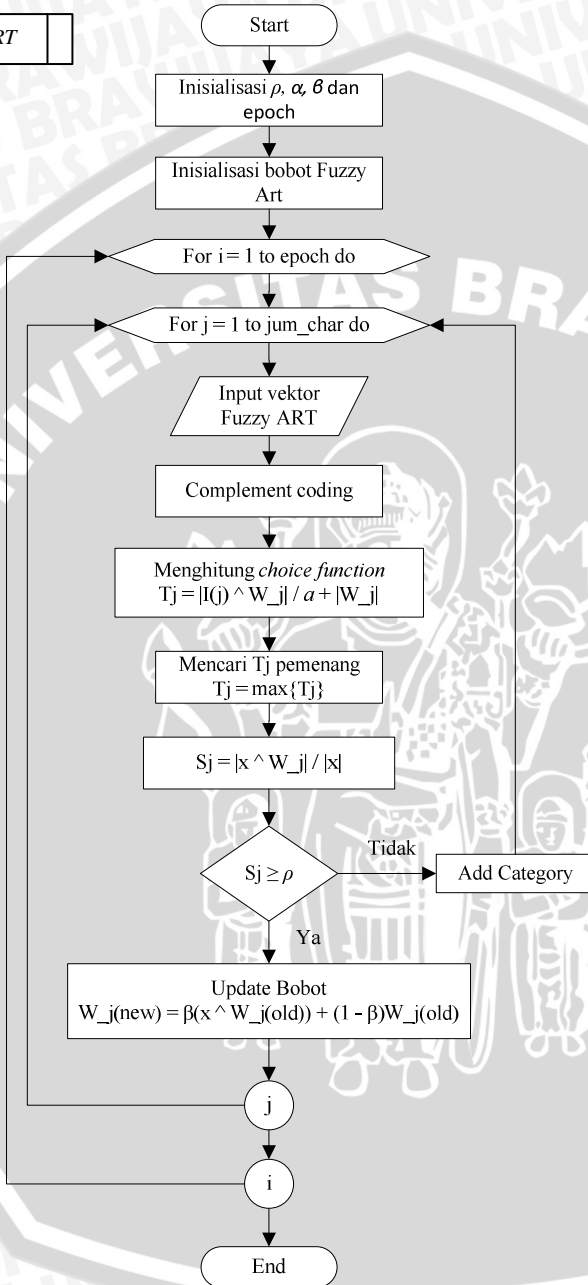 RT
Start
Inisialisasi ρ, α, β dan
epoch
Inisialisasi bobot Fuzzy
Art
For i = 1 to epoch do
For j = 1 to jum_char do
Input vektor
Fuzzy ART
Complement coding
Menghitung choice function
Tj = |I(j) ^ W_j| / a + |W_j|
Mencari Tj pemenang
Tj = max{Tj}
Sj = |x ^ W_j| / |x|
Sj ≥ ρ
Tidak
Add Category
Ya
Update Bobot
W_j(new) = β(x ^ W_j(old)) + (1 - β)W_j(old)
j
i
End